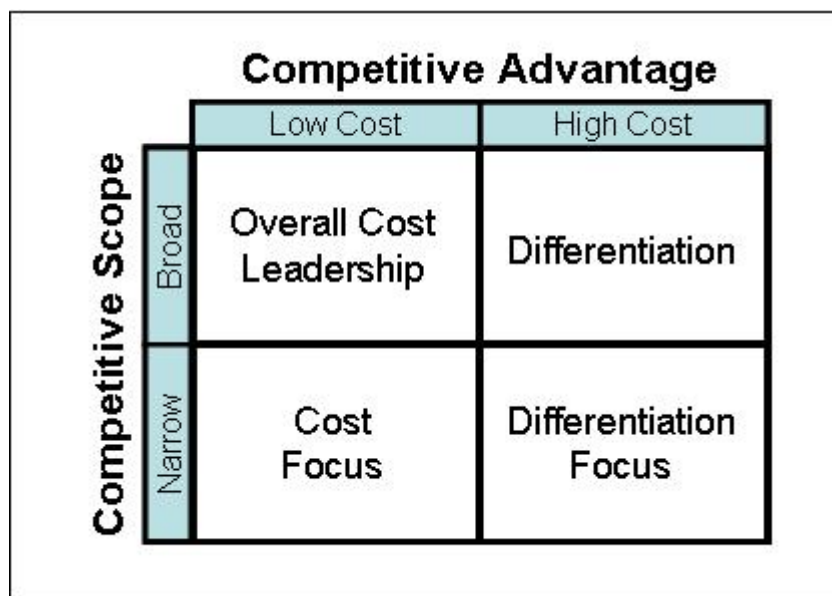 Competitive Advantage
Low Cost
High Cost
Competitive Scope
Broad
Overall Cost
Leadership
Differentiation
Narrow
Cost
Focus
Differentiation
Focus